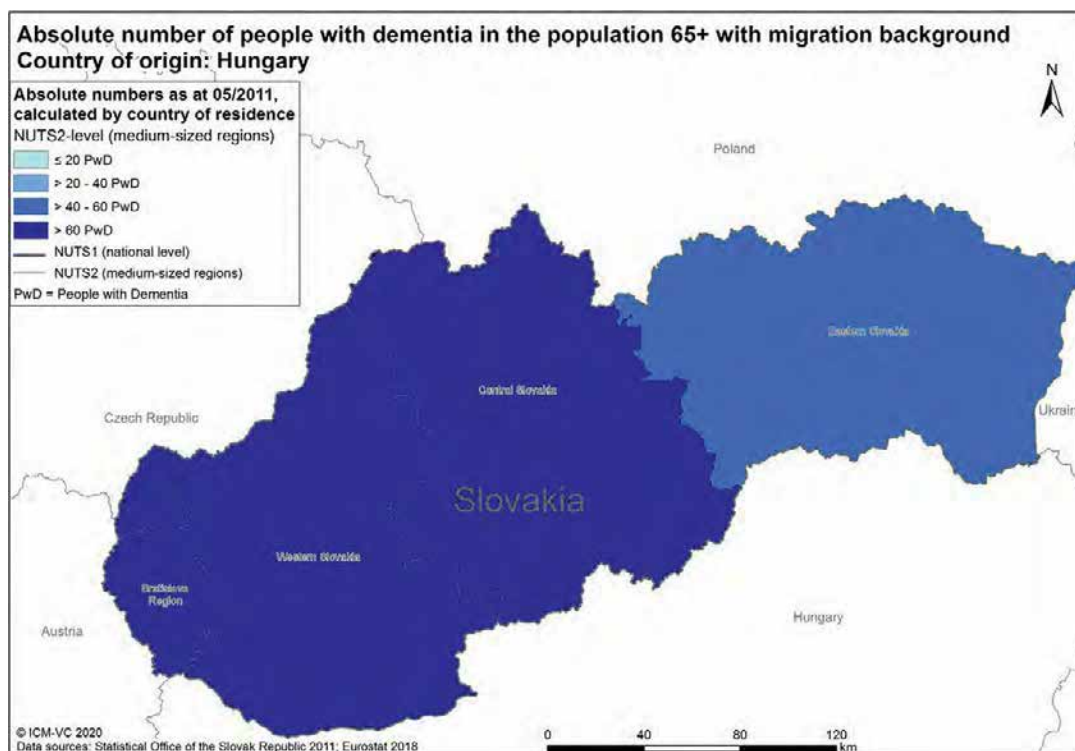 Absolute number of people with dementia in the population 65+ with migration background
Country of origin: Hungary
Absolute numbers as at 05/2011,
calculated by country of residence
NUTS2-level (medium-sized regions)
≤ 20 PwD
> 20 - 40 PwD
> 40 - 60 PwD
> 60 PwD
NUTS1 (national level)
NUTS2 (medium-sized regions)
PwD = People with Dementia
N
Poland
Eastern Slovakia
Central Slovakia
Czech Republic
Ukrain
Slovakia
Western Slovakia
Bratislava
Region
Hungary
Austria
© ICM-VC 2020
Data sources: Statistical Office of the Slovak Republic 2011; Eurostat 2018
0 40 80 120
km